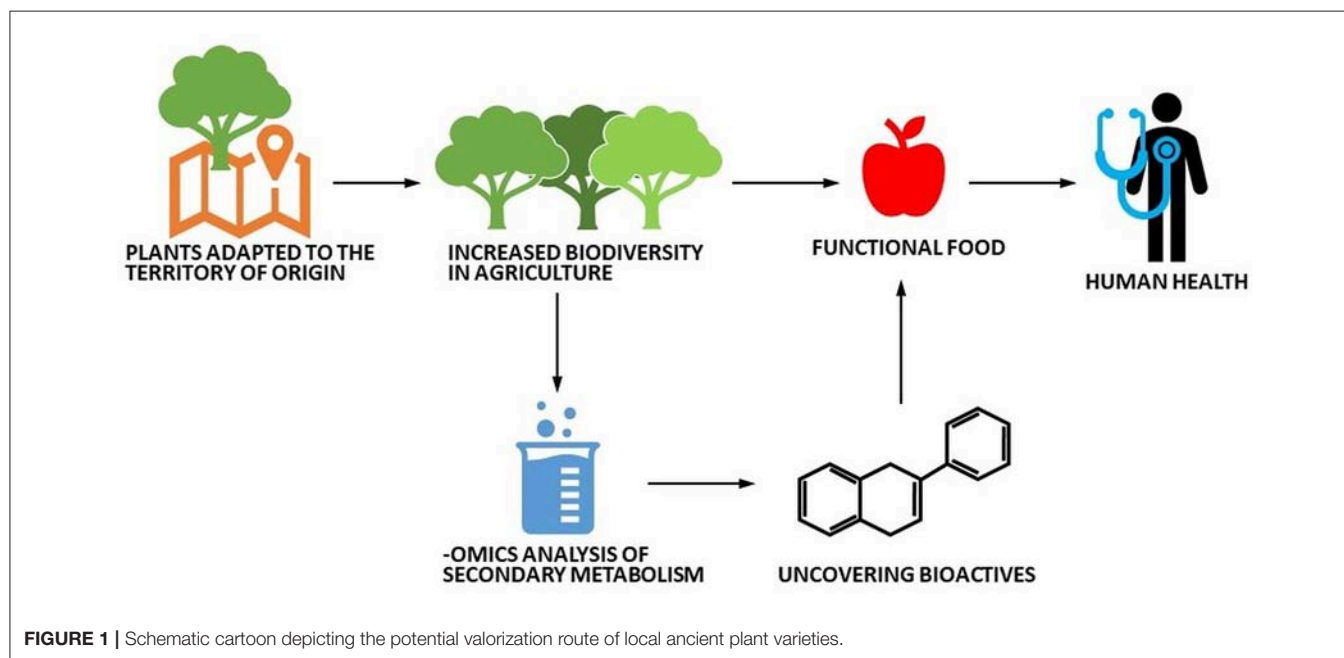 PLANTS ADAPTED TO THE
TERRITORY OF ORIGIN
INCREASED BIODIVERSITY
IN AGRICULTURE
FUNCTIONAL FOOD
HUMAN HEALTH
-OMICS ANALYSIS OF
SECONDARY METABOLISM
UNCOVERING BIOACTIVES
FIGURE 1 | Schematic cartoon depicting the potential valorization route of local ancient plant varieties.